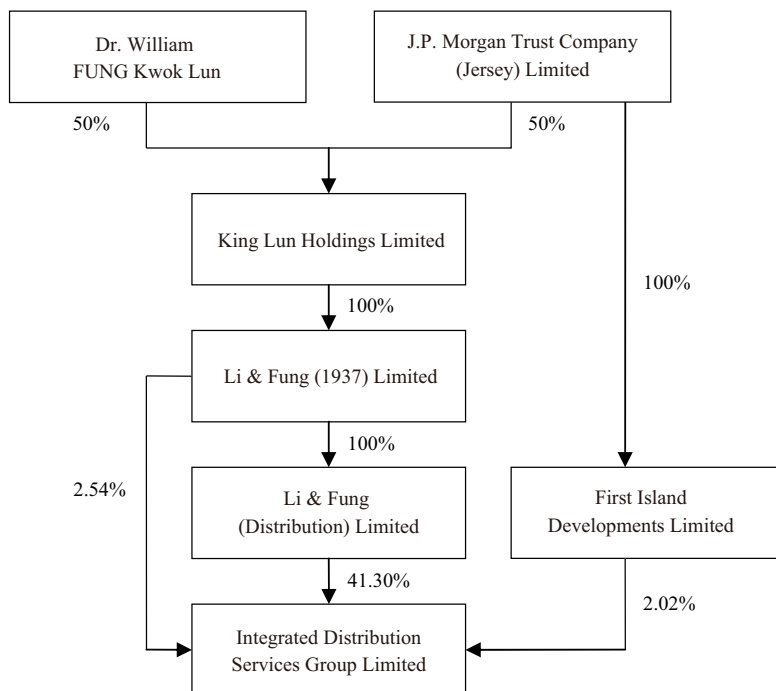 Dr. William
FUNG Kwok Lun
J.P. Morgan Trust Company
(Jersey) Limited
50%
50%
King Lun Holdings Limited
100%
100%
Li & Fung (1937) Limited
100%
2.54%
Li & Fung
(Distribution) Limited
First Island
Developments Limited
41.30%
2.02%
Integrated Distribution
Services Group Limited